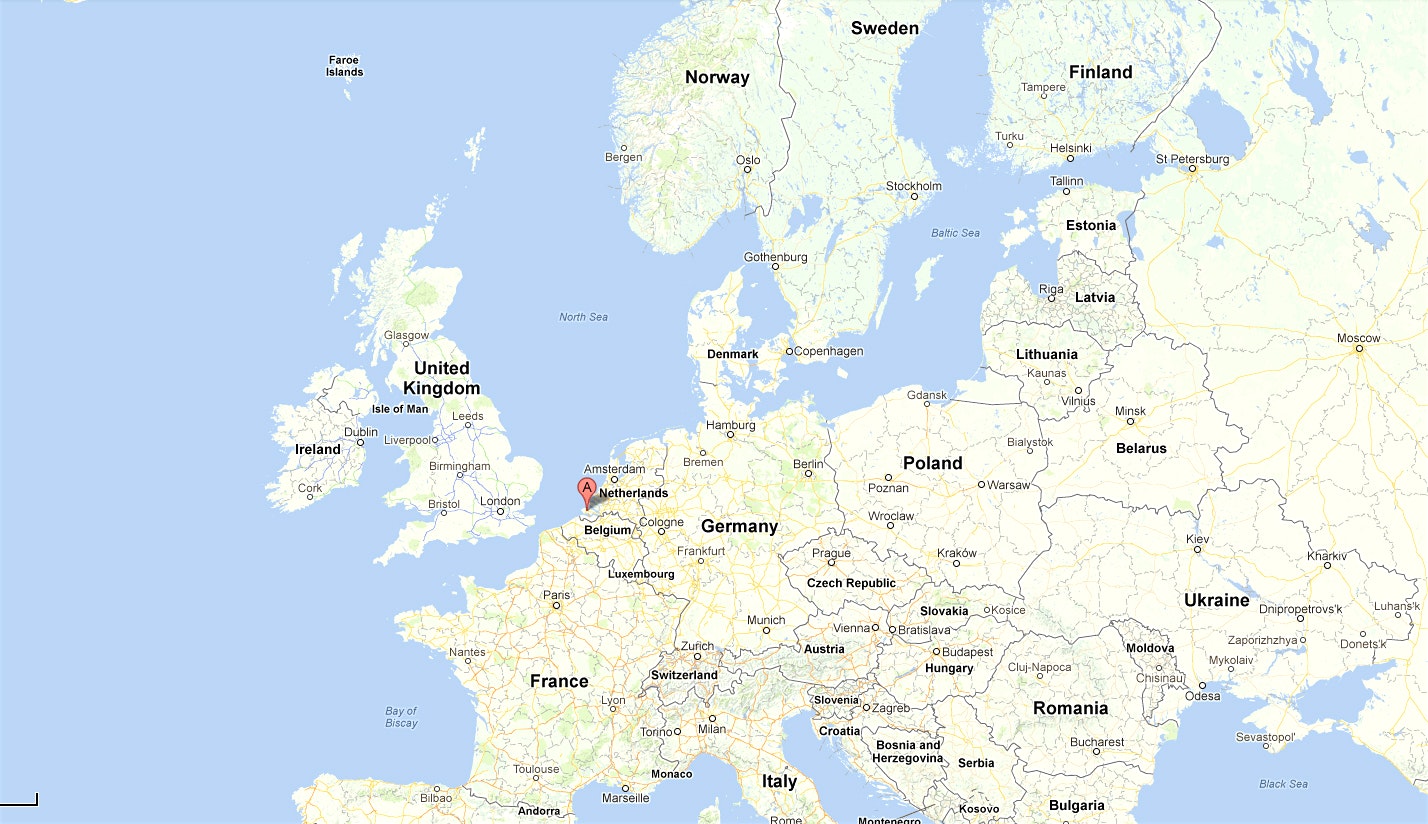 Sweden
Faroe
Islands
Norway
Finland
Tampere
Turku
Helsinki
Bergen
Oslo
St Petersburg
Stockholm
Tallinn
Estonia
Baltic Sea
Gothenburg
Riga
Latvia
North Sea
Glasgow
Moscow
Denmark
Copenhagen
Lithuania
Kaunas
United
Kingdom
Vilnius
Gdansk
Isle of Man
Leeds
Minsk
Hamburg
Dublin
Liverpool
Ireland
Bialystok
Belarus
Bremen
Berlin
Poland
Birmingham
Amsterdam
Cork
A
Netherlands
Poznan
Warsaw
Bristol
London
Wroclaw
Cologne
Germany
Belgium
Kiev
Frankfurt
Prague
Kraków
Kharkiv
Luxembourg
Czech Republic
Paris
Ukraine
Slovakia
Kosice
Dnipropetrovs'k
Luhans'k
Munich
Vienna
Bratislava
Zaporizhzhya
Donets'k
Nantes
Zurich
Austria
Budapest
Moldova
Hungary
Cluj-Napoca
Mykolaiv
Switzerland
France
Chisinau
Lyon
Slovenia
Zagreb
Odesa
Romania
Bay of
Biscay
Torino
Milan
Croatia
Sevastopol'
Bosnia and
Herzegovina
Bucharest
Serbia
Toulouse
Monaco
Italy
Black Sea
Bilbao
Marseille
Andorra
Kosovo
Bulgaria
Rome
Montenegro